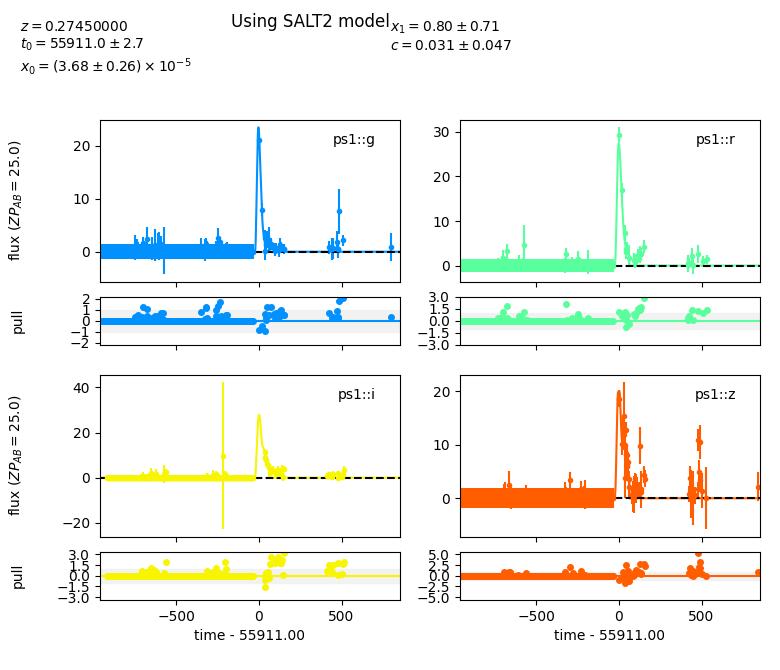 Using SALT2 model
z = 0.27450000
t₀ = 55911.0 ± 2.7
x₀ = (3.68 ± 0.26) × 10⁻⁵
x₁ = 0.80 ± 0.71
c = 0.031 ± 0.047
ps1::g
20
10
0
flux (ZP_AB = 25.0)
ps1::r
30
20
10
0
2
1
0
−1
−2
pull
3.0
1.5
0.0
−1.5
−3.0
ps1::i
40
20
0
−20
flux (ZP_AB = 25.0)
ps1::z
20
10
0
3.0
1.5
0.0
−1.5
−3.0
pull
−500
0
500
time - 55911.00
5.0
2.5
0.0
−2.5
−5.0
−500
0
500
time - 55911.00